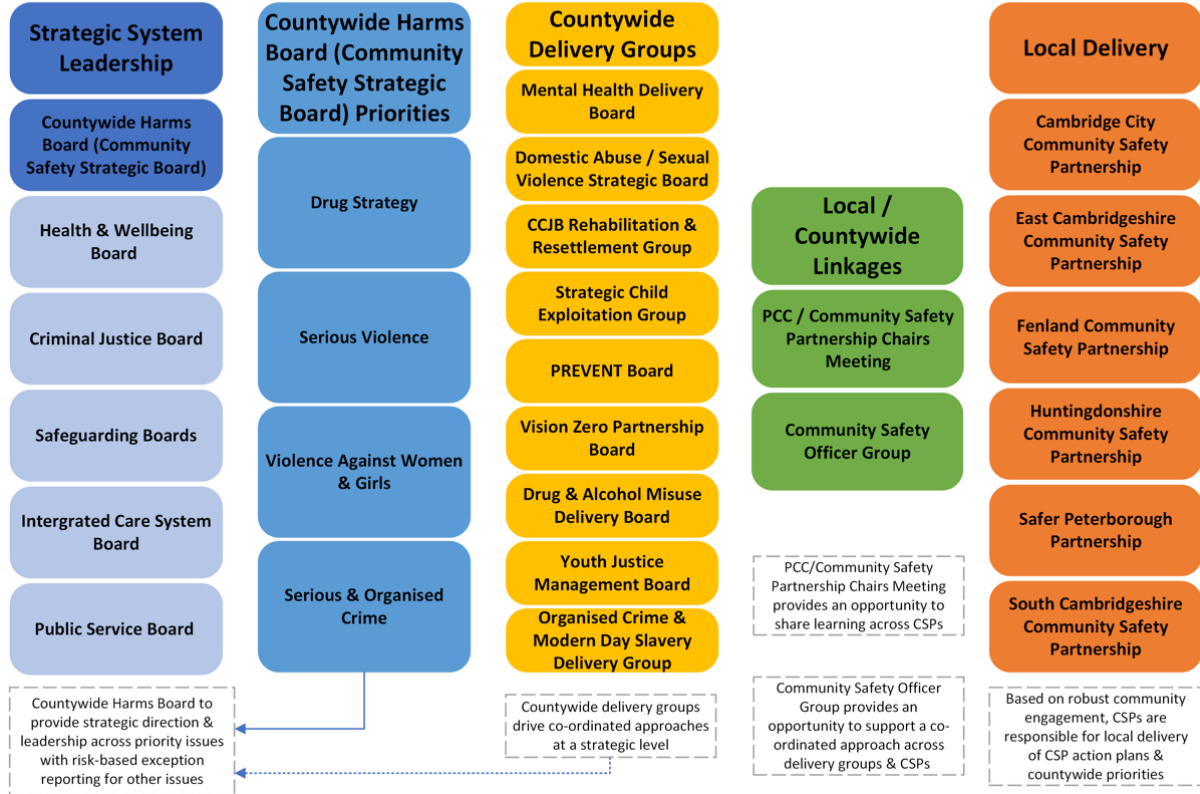 Strategic System
Leadership
Countywide Harms
Board (Community
Safety Strategic Board)
Health & Wellbeing
Board
Criminal Justice Board
Safeguarding Boards
Intergrated Care System
Board
Public Service Board
Countywide Harms Board to
provide strategic direction &
leadership across priority issues
with risk-based exception
reporting for other issues
Countywide Harms
Board (Community
Safety Strategic
Board) Priorities
Drug Strategy
Serious Violence
Violence Against Women
& Girls
Serious & Organised
Crime
Countywide
Delivery Groups
Mental Health Delivery
Board
Domestic Abuse / Sexual
Violence Strategic Board
CCJB Rehabilitation &
Resettlement Group
Strategic Child
Exploitation Group
PREVENT Board
Vision Zero Partnership
Board
Drug & Alcohol Misuse
Delivery Board
Youth Justice
Management Board
Organised Crime &
Modern Day Slavery
Delivery Group
Countywide delivery groups
drive co-ordinated approaches
at a strategic level
Local /
Countywide
Linkages
PCC / Community Safety
Partnership Chairs
Meeting
Community Safety
Officer Group
PCC/Community Safety
Partnership Chairs Meeting
provides an opportunity to
share learning across CSPs
Community Safety Officer
Group provides an
opportunity to support a co-
ordinated approach across
delivery groups & CSPs
Local Delivery
Cambridge City
Community Safety
Partnership
East Cambridgeshire
Community Safety
Partnership
Fenland Community
Safety Partnership
Huntingdonshire
Community Safety
Partnership
Safer Peterborough
Partnership
South Cambridgeshire
Community Safety
Partnership
Based on robust community
engagement, CSPs are
responsible for local delivery
of CSP action plans &
countywide priorities